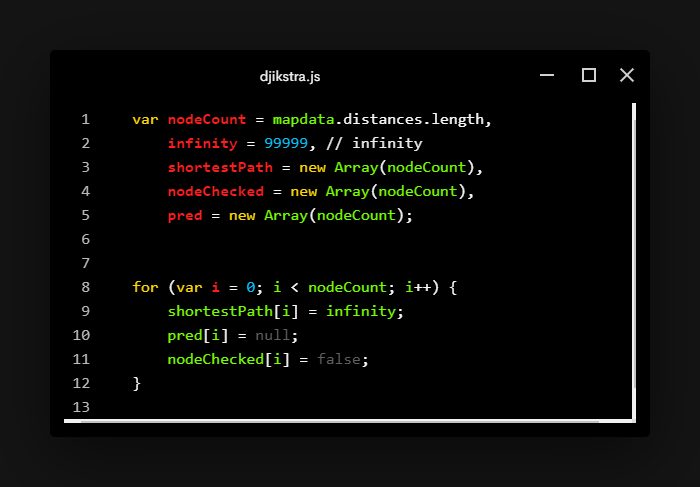 djikstra.js
1 var nodeCount = mapdata.distances.length,
2 infinity = 99999, // infinity
3 shortestPath = new Array(nodeCount),
4 nodeChecked = new Array(nodeCount),
5 pred = new Array(nodeCount);
6
7
8 for (var i = 0; i < nodeCount; i++) {
9 shortestPath[i] = infinity;
10 pred[i] = null;
11 nodeChecked[i] = false;
12 }
13